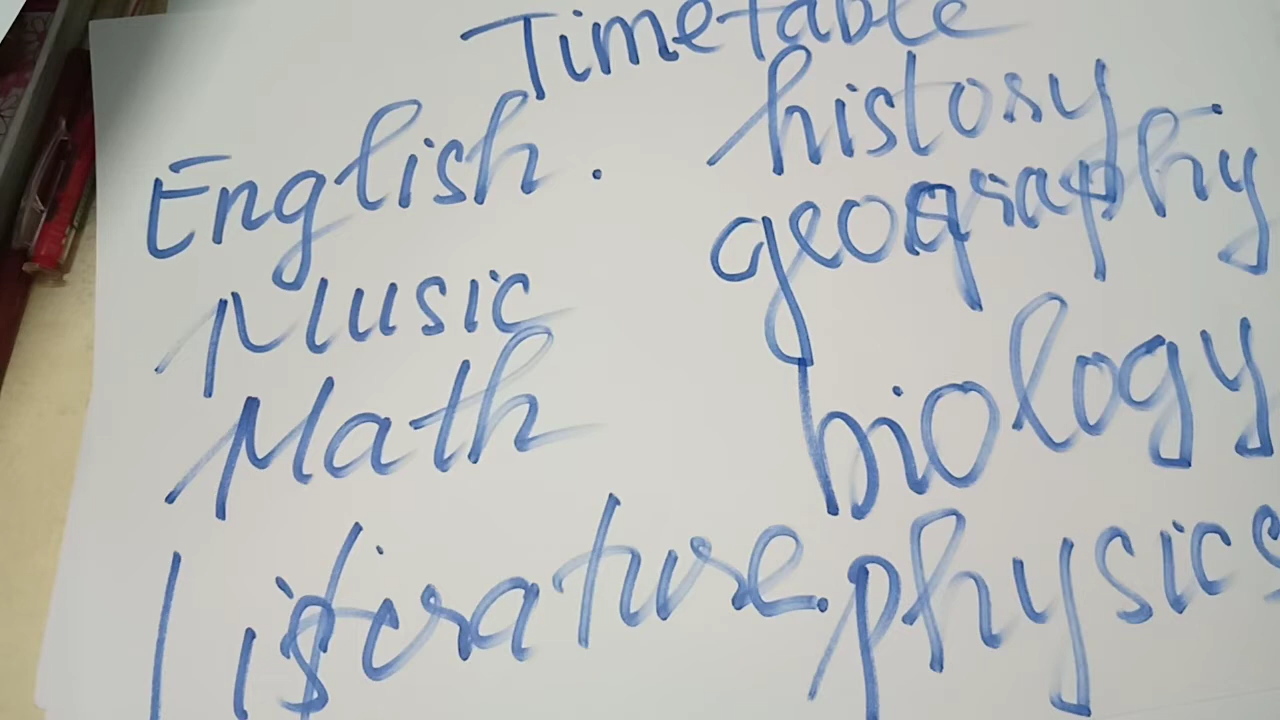 Timetable
English. history
Music geography
Math biology
Literature. physics